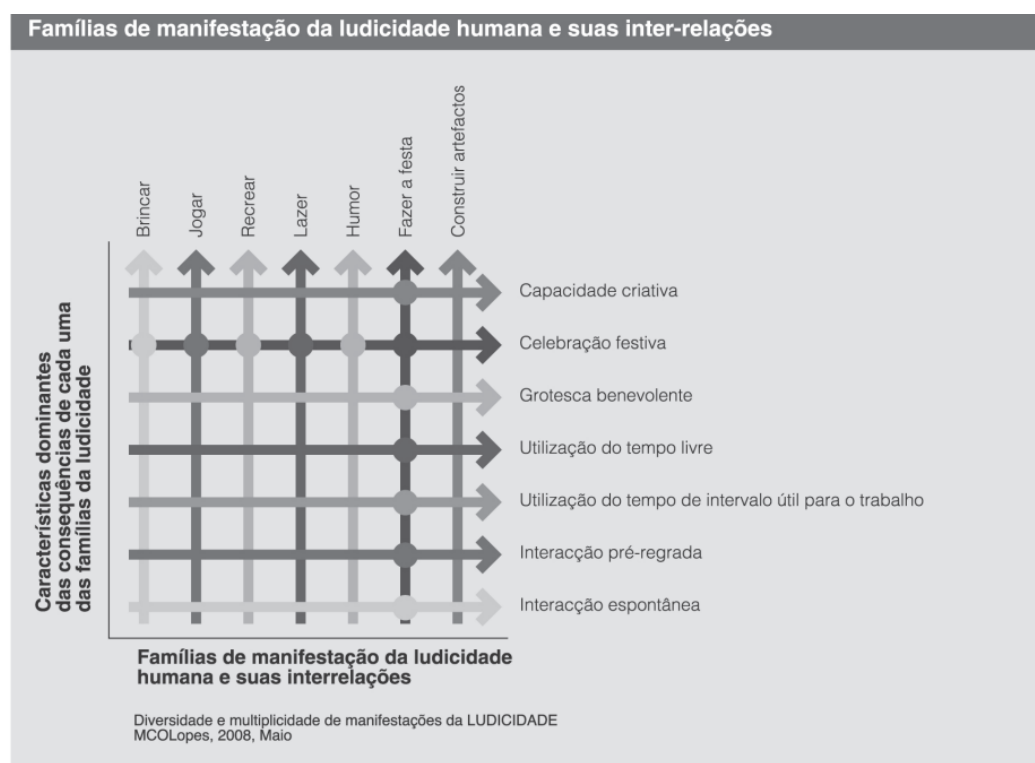 Famílias de manifestação da ludicidade humana e suas inter-relações
Brincar
Jogar
Recrear
Lazer
Humor
Fazer a festa
Construir artefactos
Características dominantes
das consequências de cada uma
das famílias da ludicidade
Capacidade criativa
Celebração festiva
Grotesca benevolente
Utilização do tempo livre
Utilização do tempo de intervalo útil para o trabalho
Interacção pré-regrada
Interacção espontânea
Famílias de manifestação da ludicidade
humana e suas interrelações
Diversidade e multiplicidade de manifestações da LUDICIDADE
MCOLopes, 2008, Maio